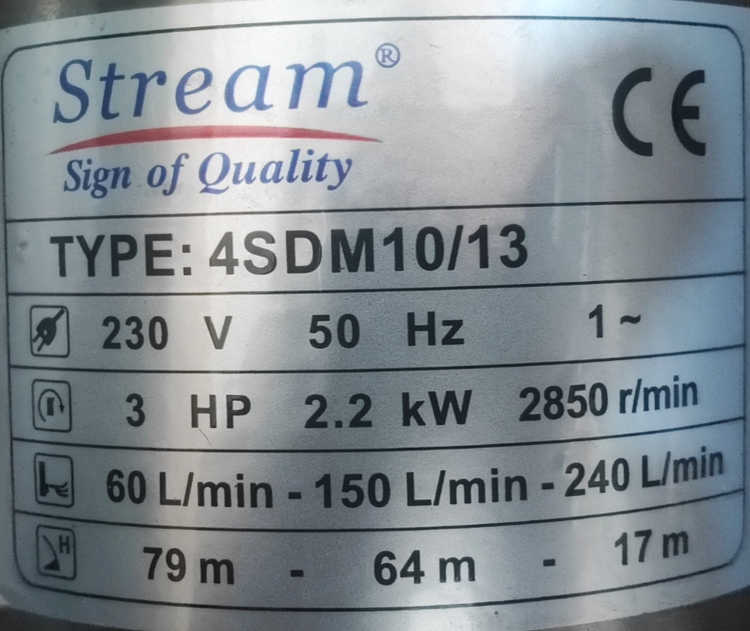 Stream®
CE
Sign of Quality
TYPE: 4SDM10/13
230 V 50 Hz 1~
3 HP 2.2 kW 2850 r/min
60 L/min - 150 L/min - 240 L/min
H 79 m - 64 m - 17 m